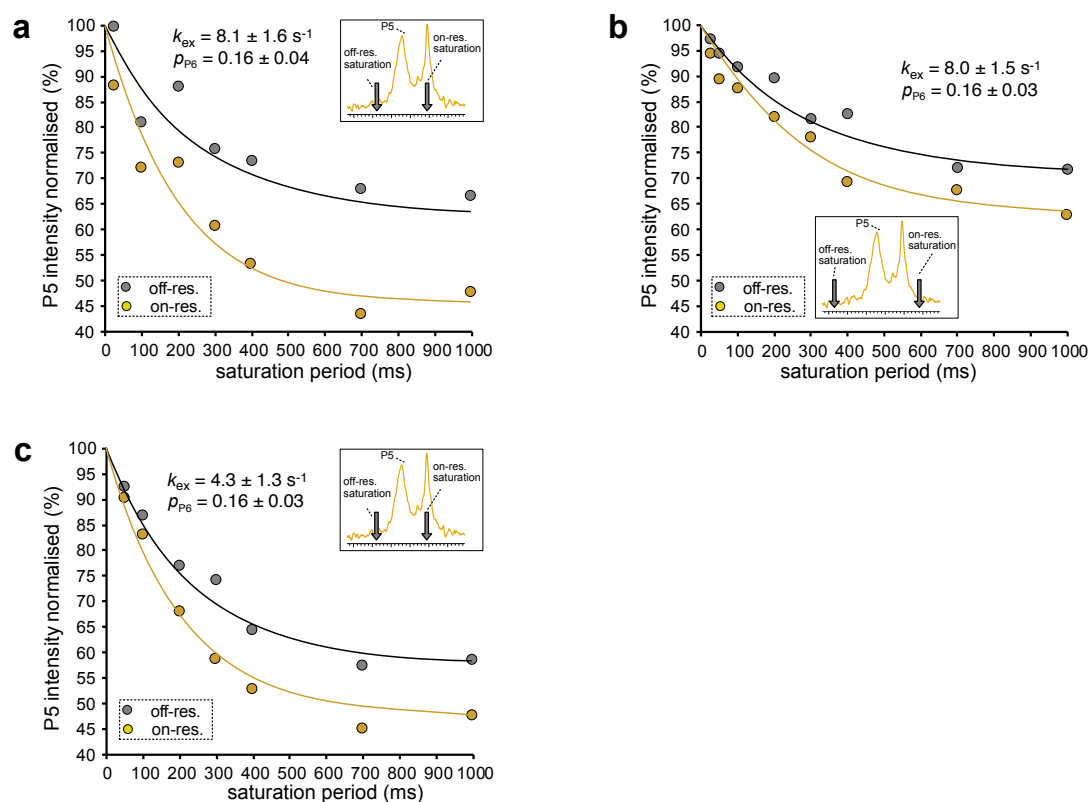 a
P5 intensity normalised (%)
100
95
90
85
80
75
70
65
60
55
50
45
40
kex = 8.1 ± 1.6 s-1
pP6 = 0.16 ± 0.04
P5
off-res.
saturation
on-res.
saturation
off-res.
on-res.
0 100 200 300 400 500 600 700 800 900 1000
saturation period (ms)
b
P5 intensity normalised (%)
100
95
90
85
80
75
70
65
60
55
50
45
40
kex = 8.0 ± 1.5 s-1
pP6 = 0.16 ± 0.03
P5
off-res.
saturation
on-res.
saturation
off-res.
on-res.
0 100 200 300 400 500 600 700 800 900 1000
saturation period (ms)
c
P5 intensity normalised (%)
100
95
90
85
80
75
70
65
60
55
50
45
40
kex = 4.3 ± 1.3 s-1
pP6 = 0.16 ± 0.03
P5
off-res.
saturation
on-res.
saturation
off-res.
on-res.
0 100 200 300 400 500 600 700 800 900 1000
saturation period (ms)